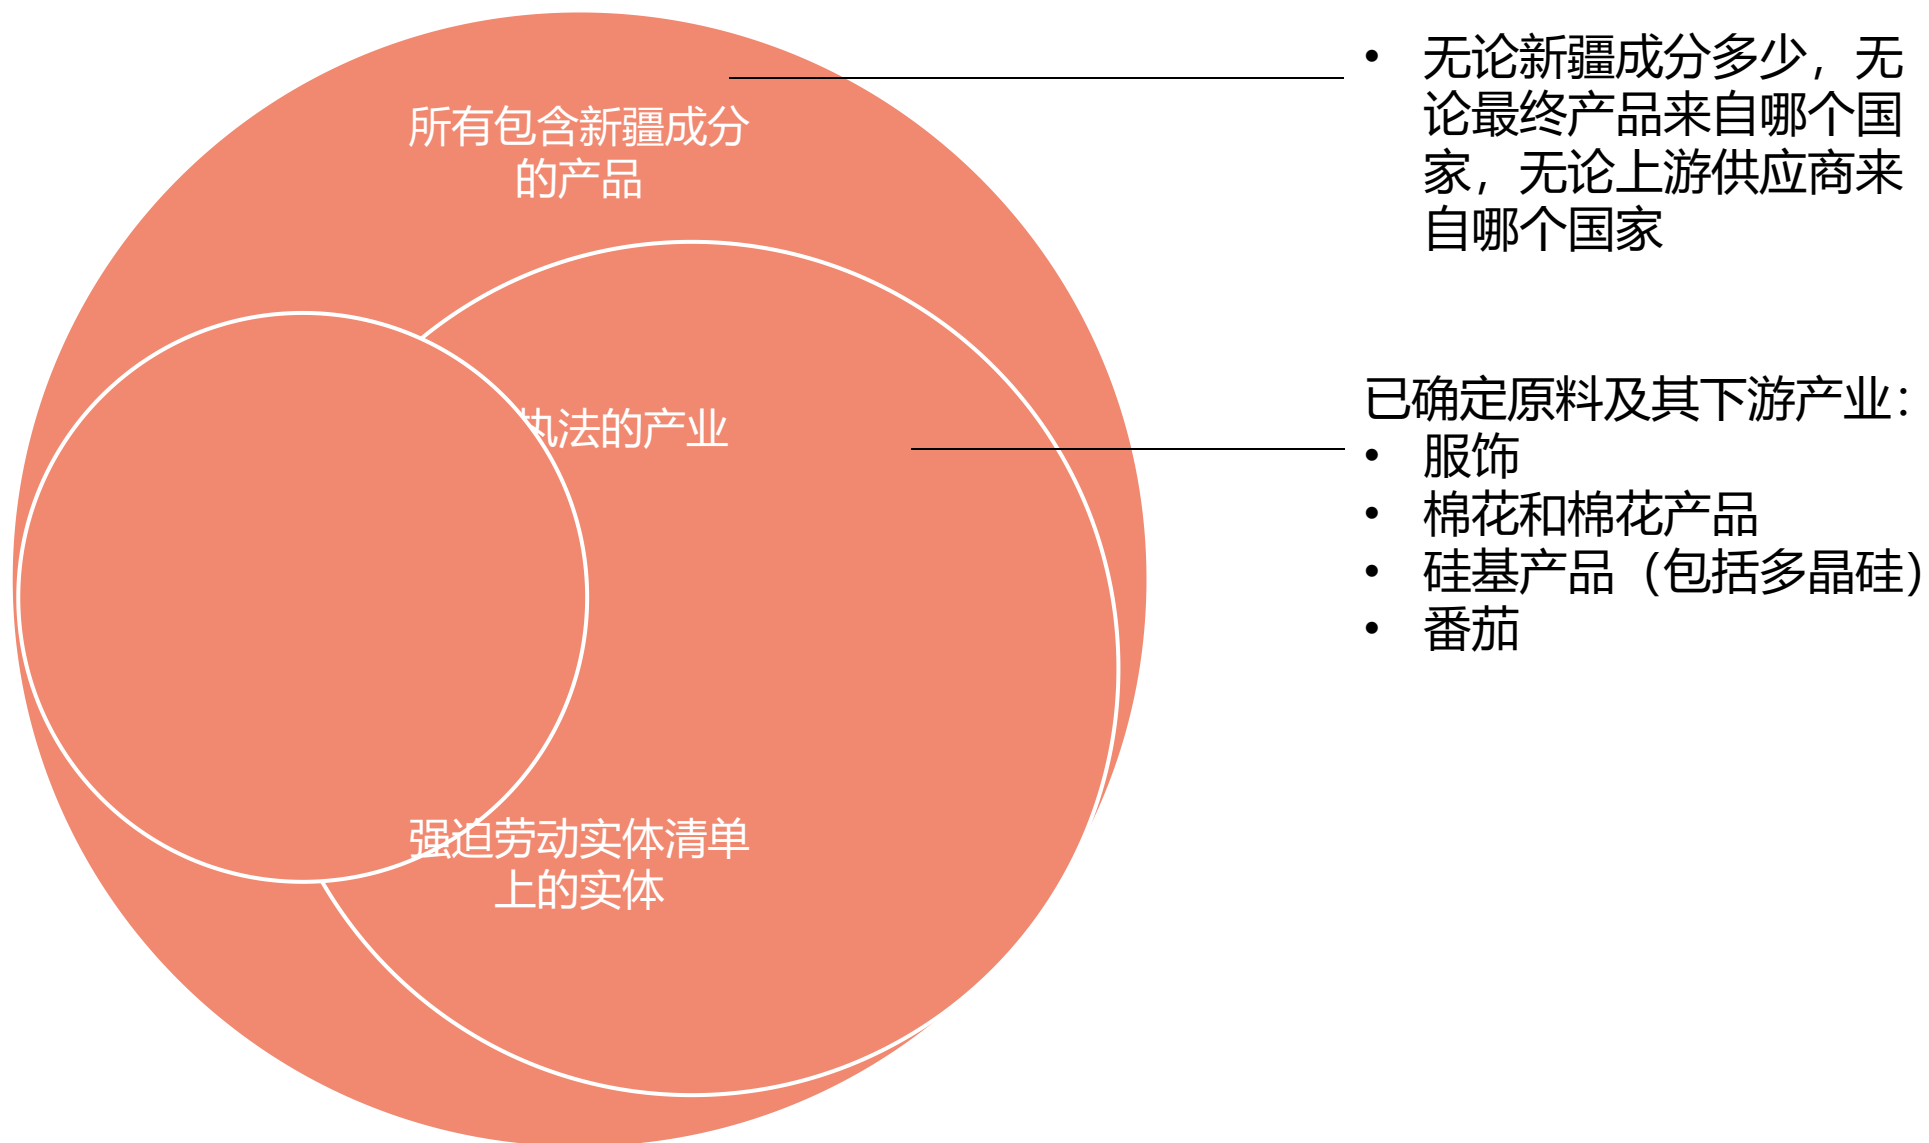 所有包含新疆成分
的产品
执法的产业
强迫劳动实体清单
上的实体
• 无论新疆成分多少，无
论最终产品来自哪个国
家，无论上游供应商来
自哪个国家
已确定原料及其下游产业：
• 服饰
• 棉花和棉花产品
• 硅基产品（包括多晶硅）
• 番茄